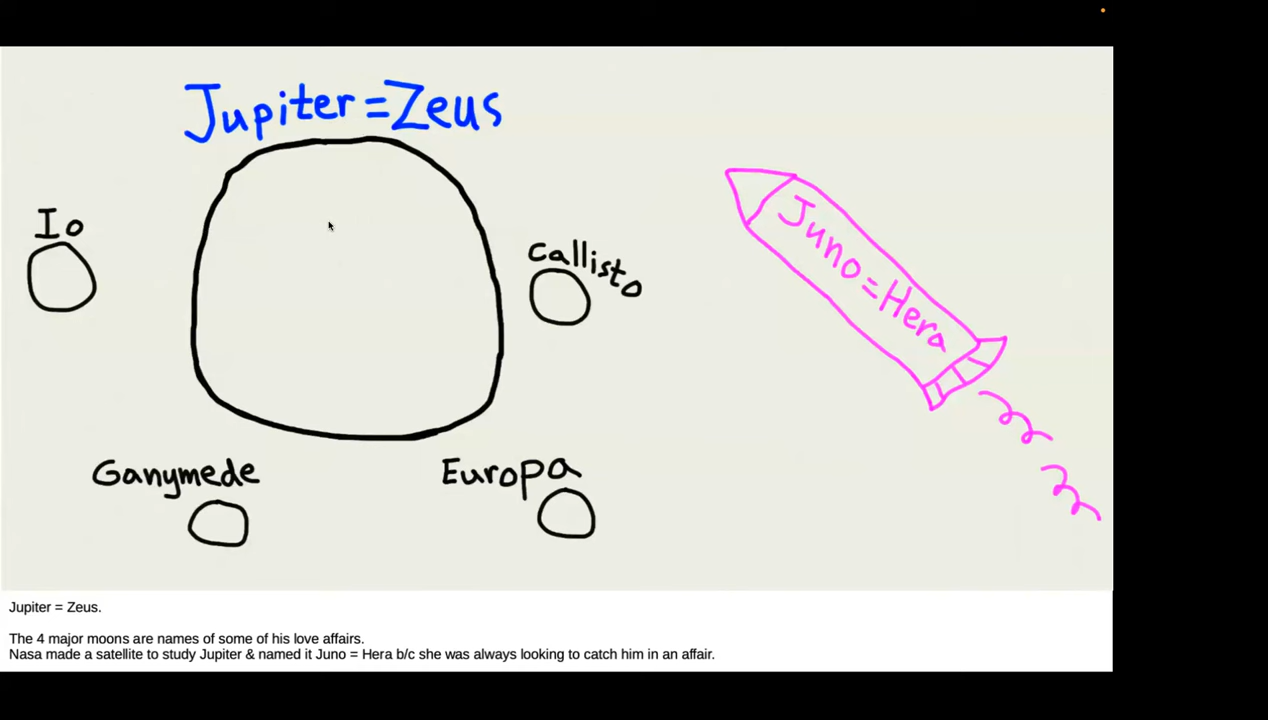 Jupiter = Zeus
Io
Callisto
Juno = Hera
Ganymede
Europa
Jupiter = Zeus.
The 4 major moons are names of some of his love affairs.
Nasa made a satellite to study Jupiter & named it Juno = Hera b/c she was always looking to catch him in an affair.